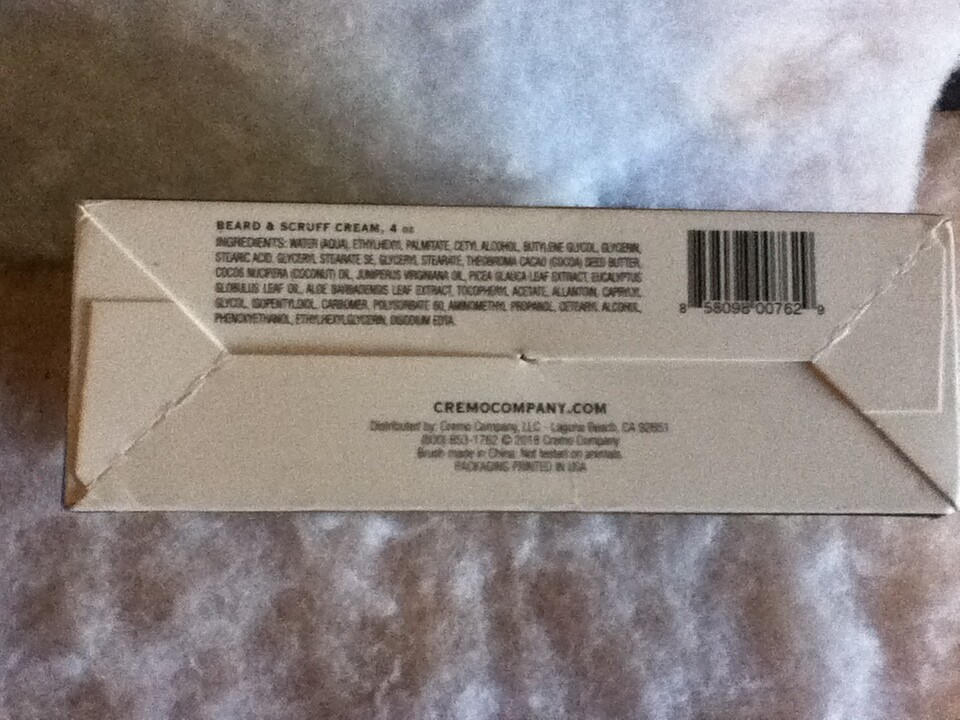 BEARD & SCRUFF CREAM, 4 oz
INGREDIENTS: WATER (AQUA), ETHYLHEXYL PALMITATE, CETYL ALCOHOL, BUTYLENE GLYCOL, GLYCERIN,
STEARIC ACID, GLYCERYL STEARATE SE, GLYCERYL STEARATE, THEOBROMA CACAO (COCOA) SEED BUTTER,
COCOS NUCIFERA (COCONUT) OIL, JUNIPERUS VIRGINIANA OIL, PICEA GLAUCA LEAF EXTRACT, EUCALYPTUS
GLOBULUS LEAF OIL, ALOE BARBADENSIS LEAF EXTRACT, TOCOPHERYL ACETATE, ALLANTOIN, CAPRYLYL
GLYCOL, ISOPENTYLDIOL, CARBOMER, POLYSORBATE 60, AMINOMETHYL PROPANOL, CETEARYL ALCOHOL,
PHENOXYETHANOL, ETHYLHEXYLGLYCERIN, DISODIUM EDTA.
8 58098 00762 9
CREMOCOMPANY.COM
Distributed by: Cremo Company, LLC - Laguna Beach, CA 92651
(800) 853-1762 © 2018 Cremo Company
Brush made in China. Not tested on animals.
PACKAGING PRINTED IN USA